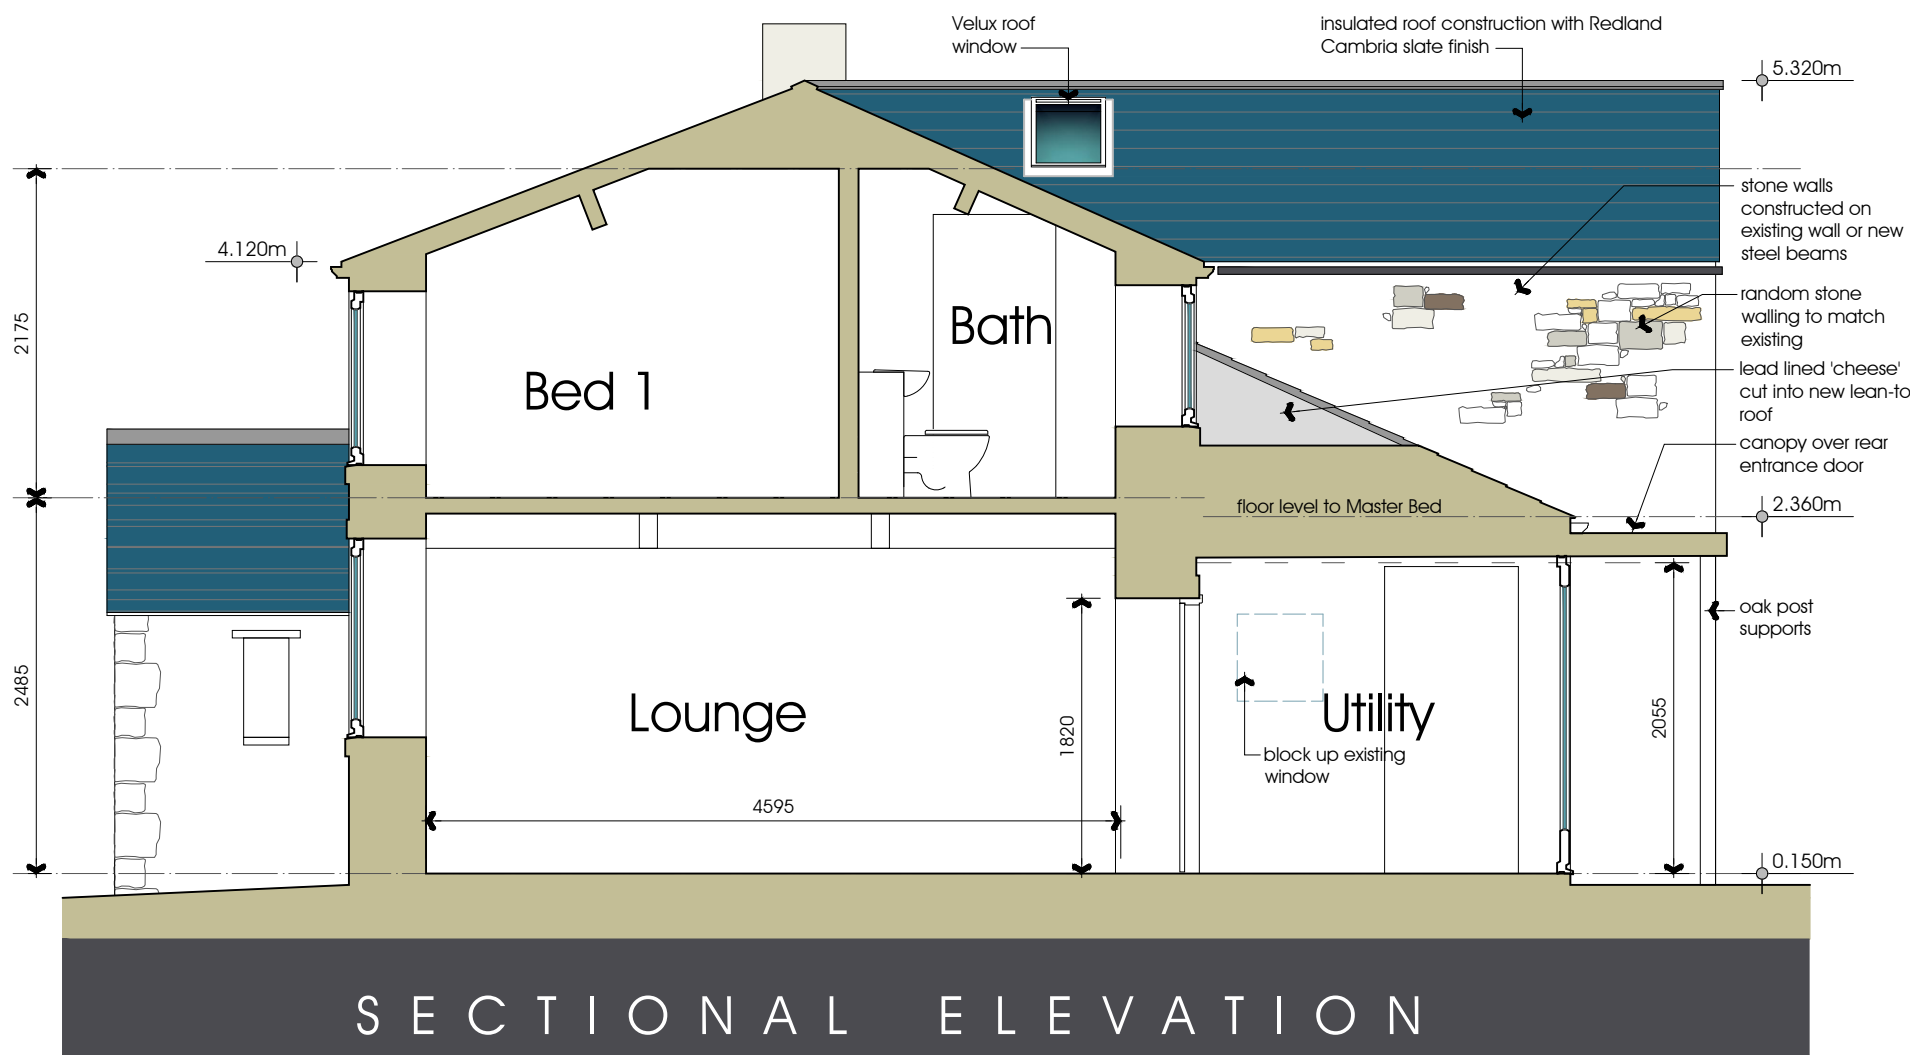 Velux roof
window
insulated roof construction with Redland
Cambria slate finish
5.320m
stone walls
constructed on
existing wall or new
steel beams
4.120m
random stone
walling to match
existing
2175
Bath
Bed 1
lead lined 'cheese'
cut into new lean-to
roof
canopy over rear
entrance door
floor level to Master Bed
2.360m
oak post
supports
2485
Lounge
1820
Utility
2055
block up existing
window
4595
0.150m
SECTIONAL ELEVATION